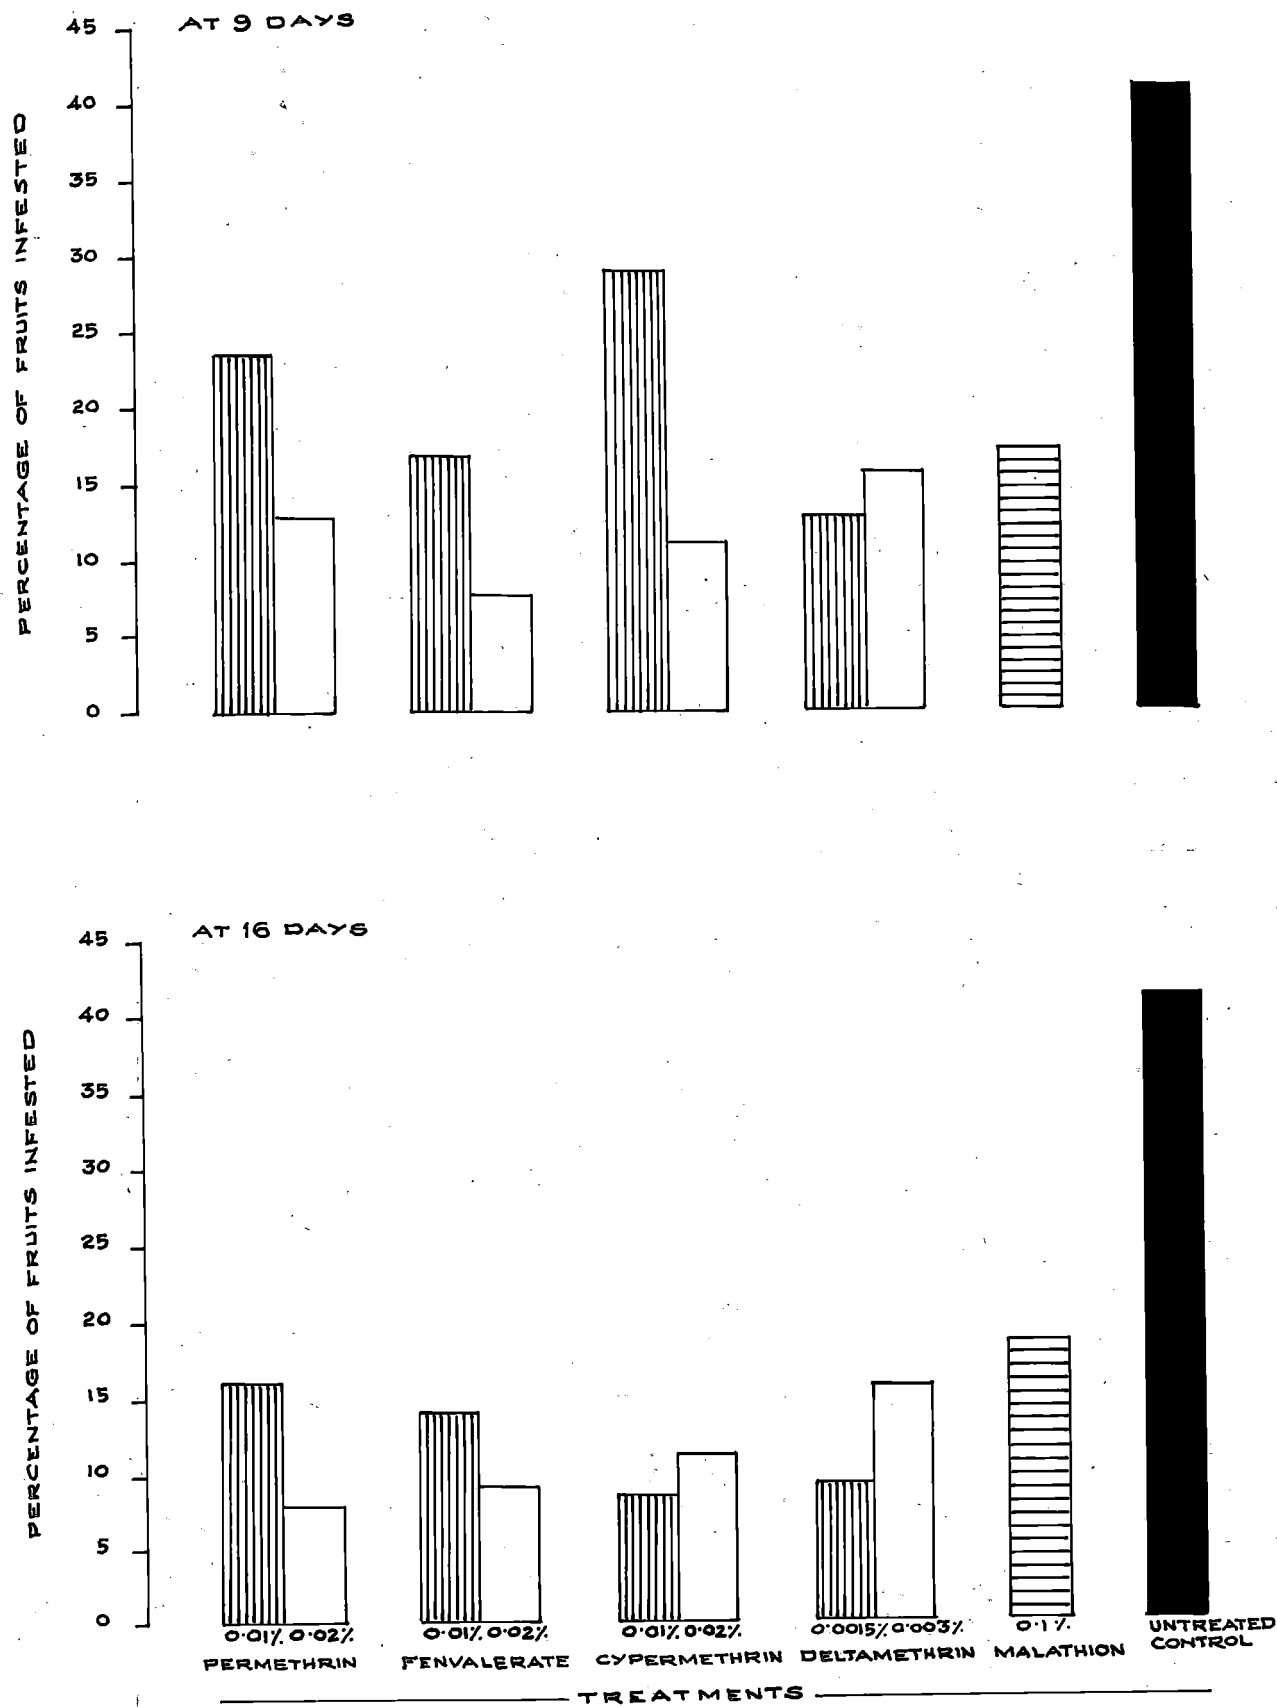 AT 9 DAYS
45
40
35
30
25
20
15
10
5
0
PERCENTAGE OF FRUITS INFESTED
AT 16 DAYS
45
40
35
30
25
20
15
10
5
0
PERCENTAGE OF FRUITS INFESTED
0.01% 0.02% 0.01% 0.02% 0.01% 0.02% 0.0015% 0.003% 0.1% UNTREATED
PERMETHRIN FENVALERATE CYPERMETHRIN DELTAMETHRIN MALATHION CONTROL
TREATMENTS